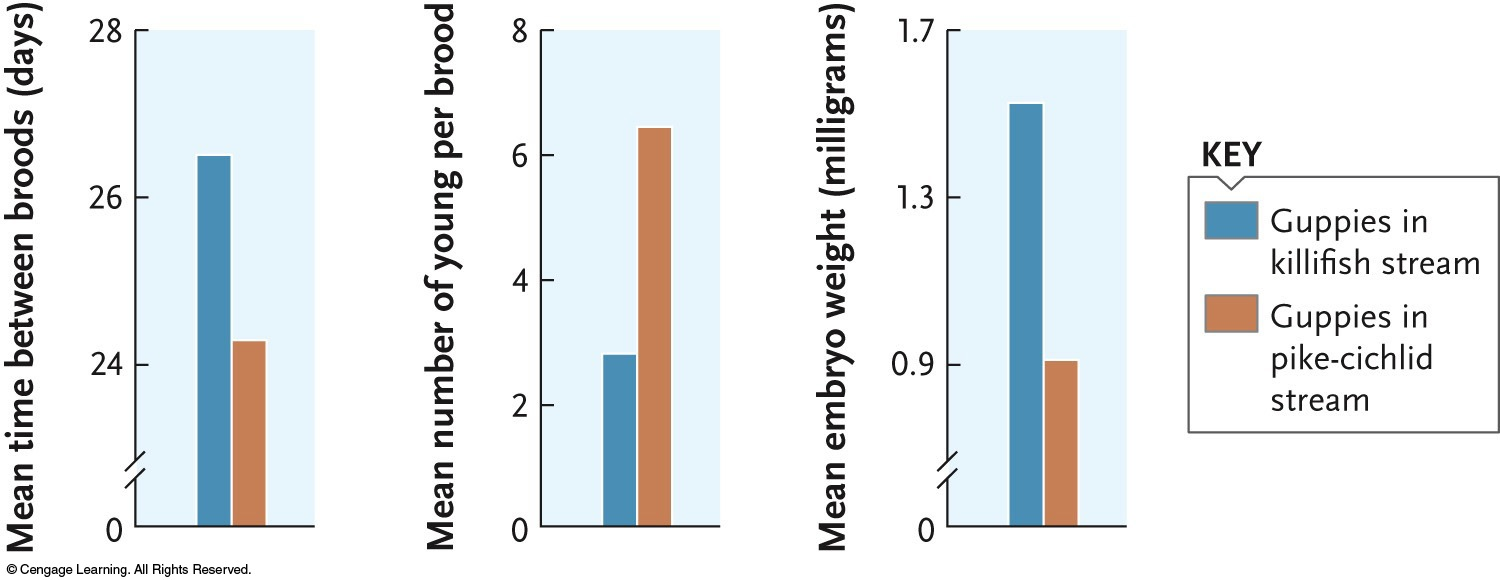 Mean time between broods (days)
28
26
24
0
Mean number of young per brood
8
6
4
2
0
Mean embryo weight (milligrams)
1.7
1.3
0.9
0
KEY
Guppies in
killifish stream
Guppies in
pike-cichlid
stream
© Cengage Learning. All Rights Reserved.